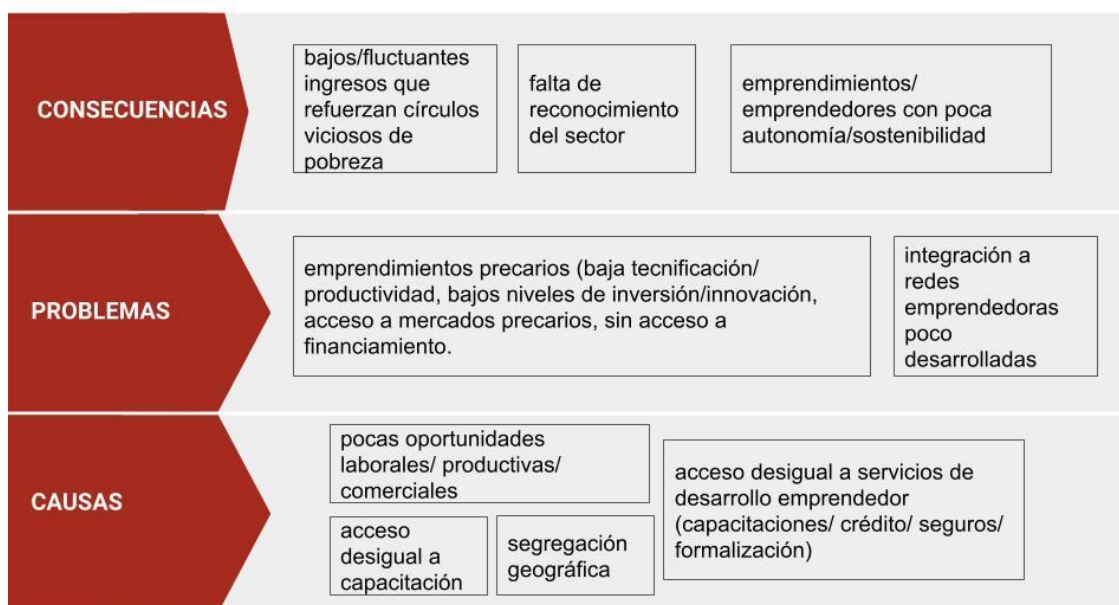 CONSECUENCIAS
bajos/fluctuantes
ingresos que
refuerzan círculos
viciosos de
pobreza
falta de
reconocimiento
del sector
emprendimientos/
emprendedores con poca
autonomía/sostenibilidad
PROBLEMAS
emprendimientos precarios (baja tecnificación/
productividad, bajos niveles de inversión/innovación,
acceso a mercados precarios, sin acceso a
financiamiento.
integración a
redes
emprendedoras
poco
desarrolladas
CAUSAS
pocas oportunidades
laborales/ productivas/
comerciales
acceso
desigual a
capacitación
segregación
geográfica
acceso desigual a servicios de
desarrollo emprendedor
(capacitaciones/ crédito/ seguros/
formalización)